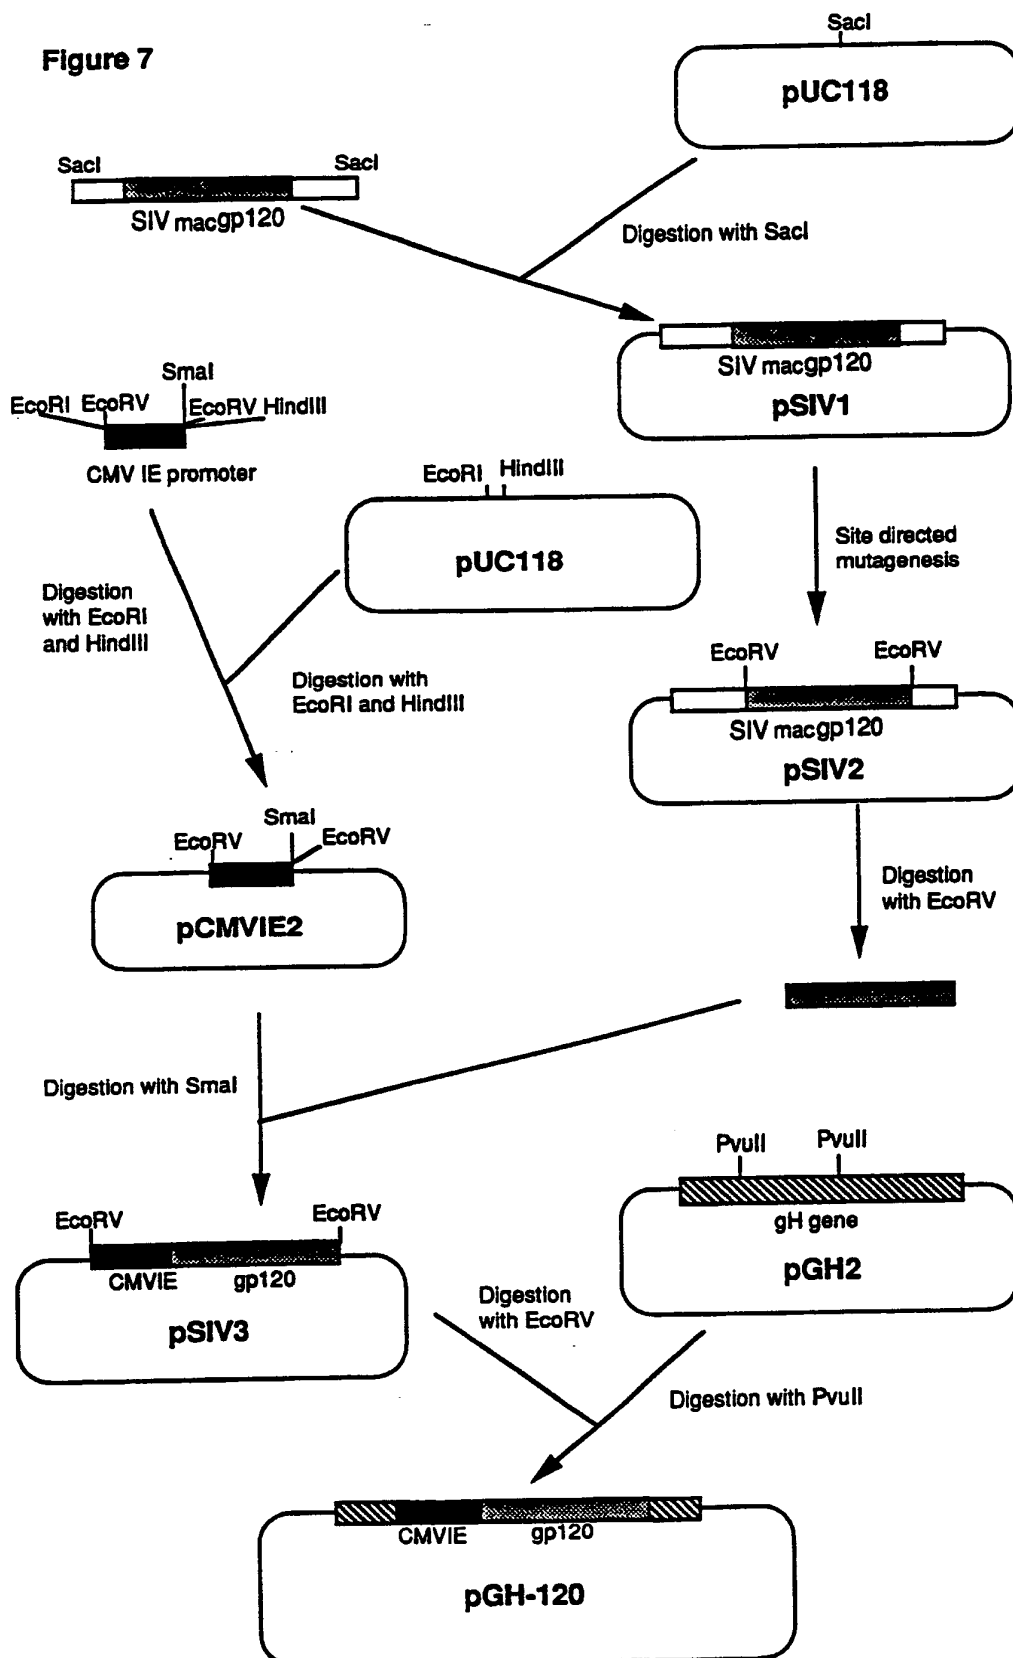 Figure 7
SacI
pUC118
SacI
SacI
SIV macgp120
Digestion with SacI
SIV macgp120
pSIV1
SmaI
EcoRI
EcoRV
EcoRV
HindIII
CMV IE promoter
EcoRI
HindIII
pUC118
Site directed
mutagenesis
Digestion
with EcoRI
and HindIII
Digestion with
EcoRI and HindIII
EcoRV
EcoRV
SIV macgp120
pSIV2
SmaI
EcoRV
EcoRV
pCMVIE2
Digestion
with EcoRV
Digestion with SmaI
PvuII
PvuII
gH gene
pGH2
EcoRV
EcoRV
CMVIE
gp120
pSIV3
Digestion
with EcoRV
Digestion with PvuII
CMVIE
gp120
pGH-120